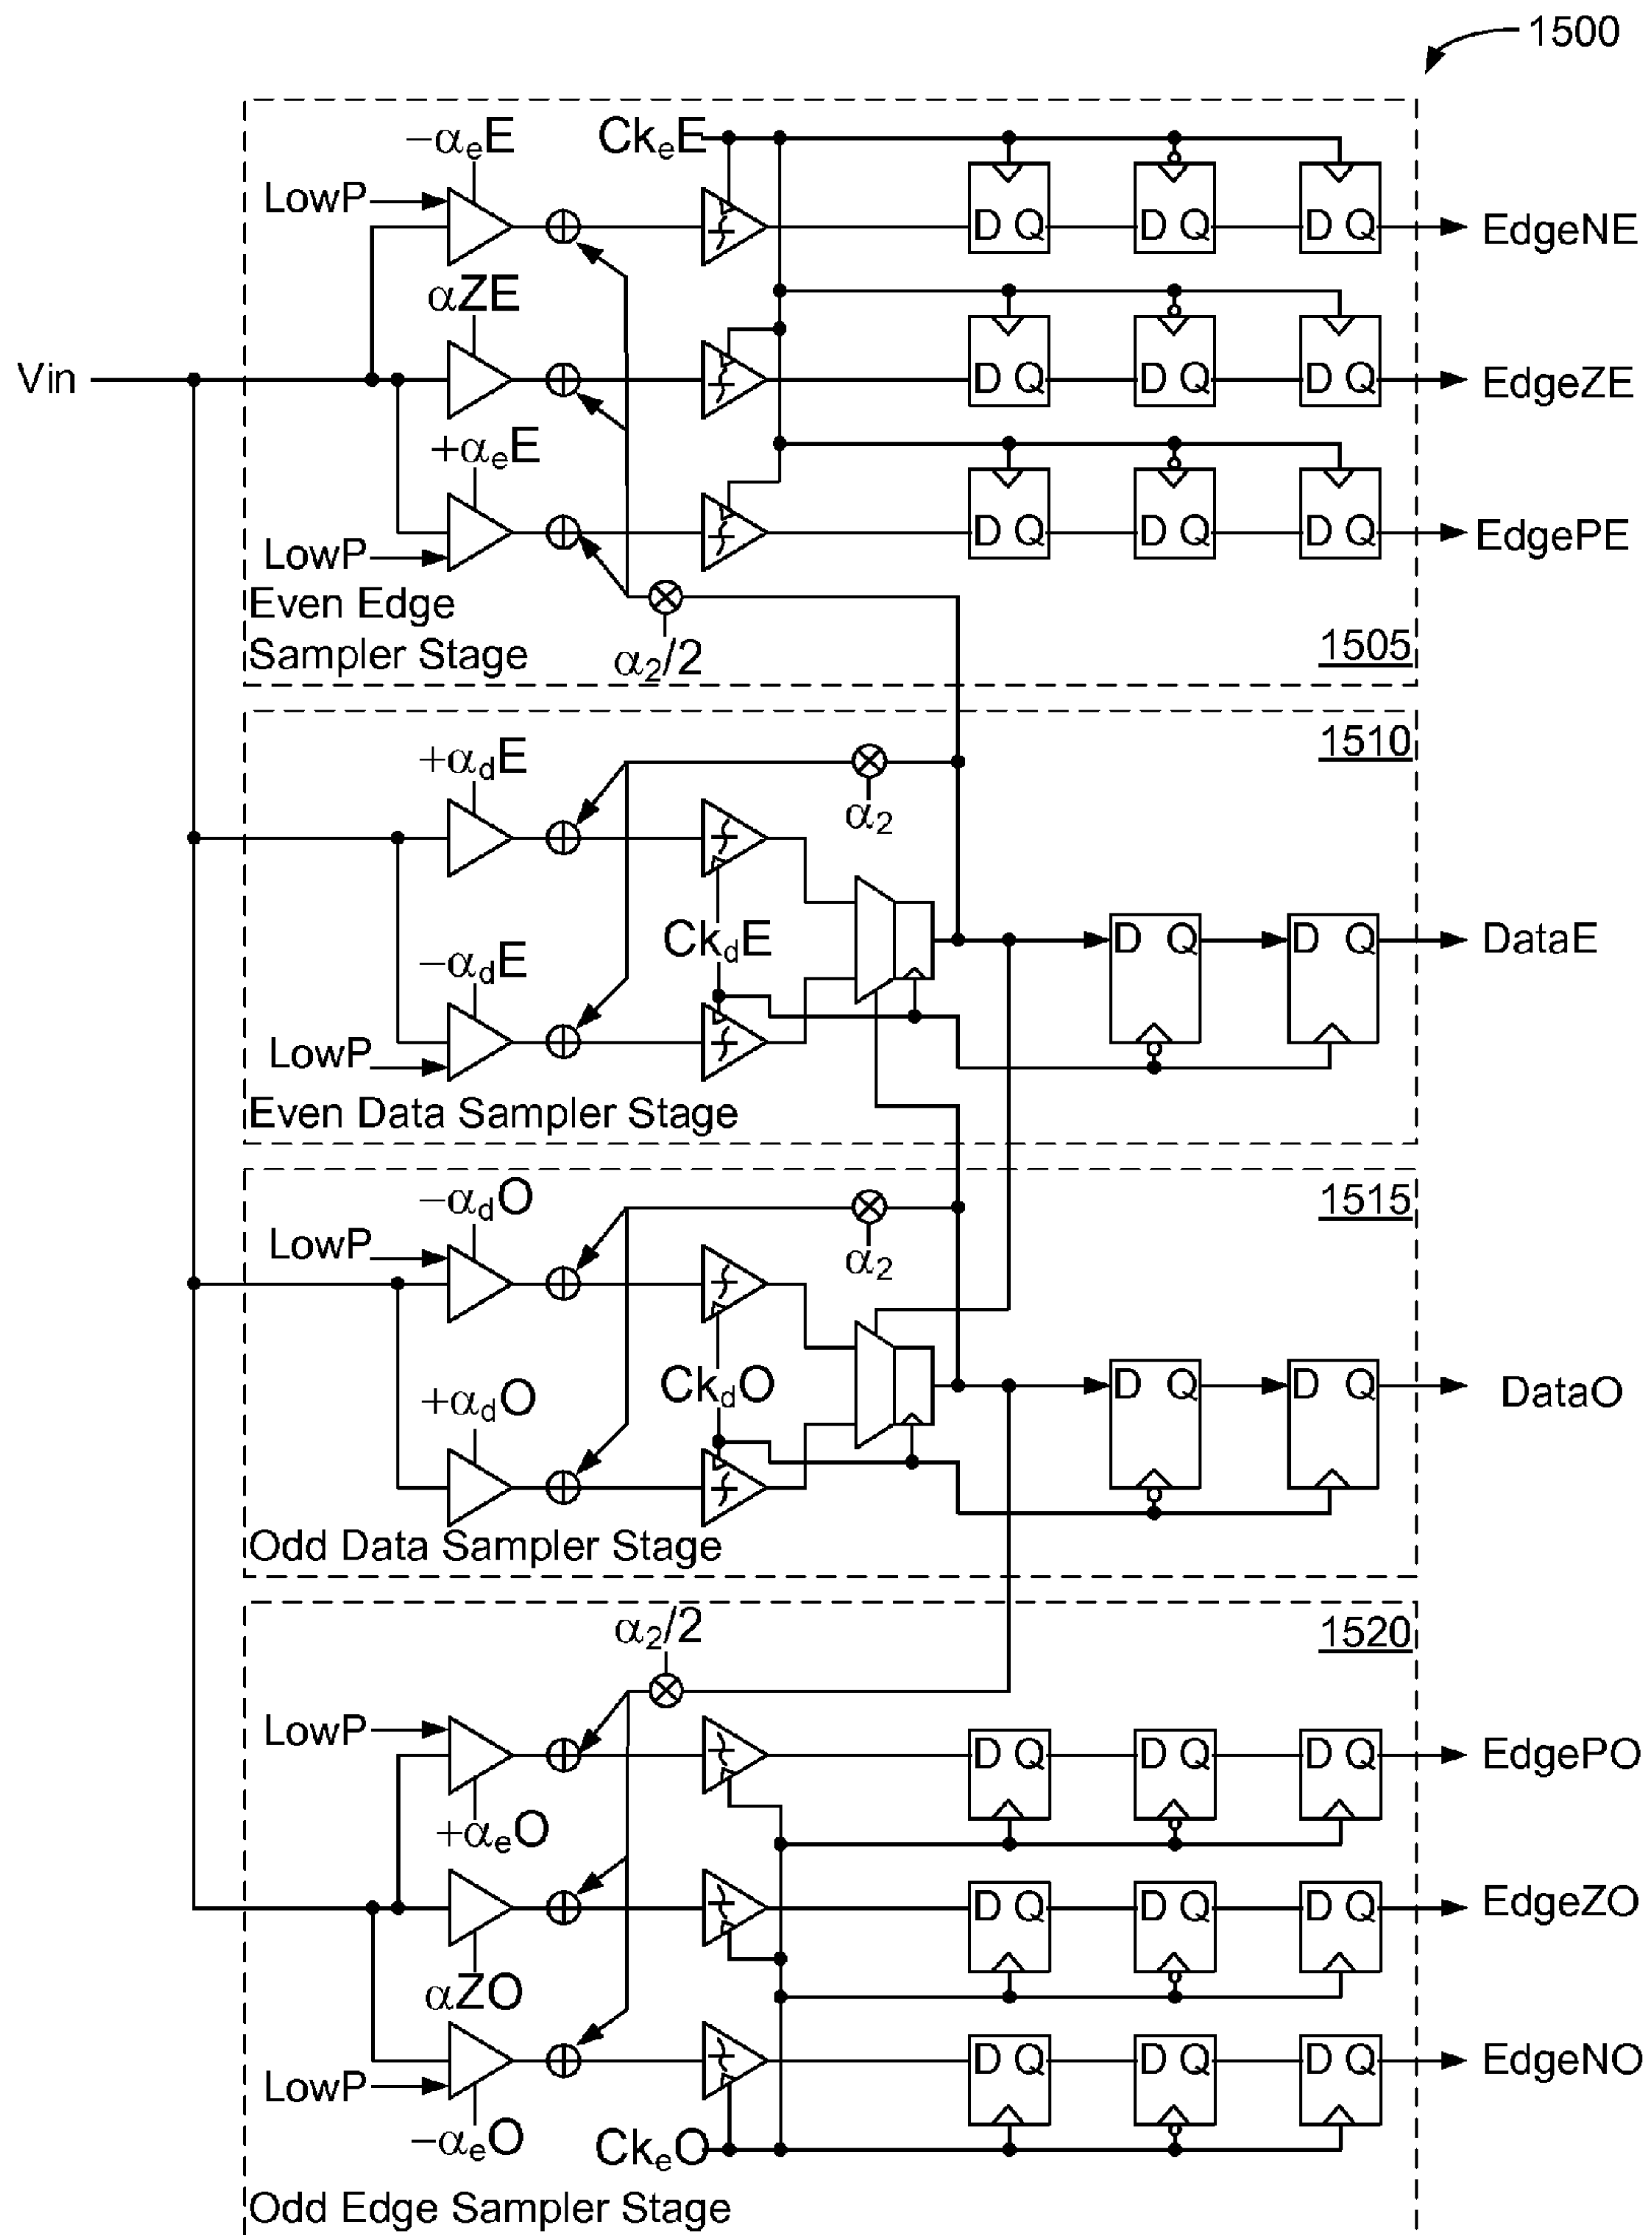 1500
−αeE
CkeE
LowP
D Q D Q D Q
EdgeNE
αZE
Vin
D Q D Q D Q
EdgeZE
+αeE
LowP
D Q D Q D Q
EdgePE
Even Edge
Sampler Stage
α2/2
1505
1510
+αdE
α2
CkdE
D Q D Q
DataE
−αdE
LowP
Even Data Sampler Stage
1515
−αdO
LowP
α2
CkdO
D Q D Q
DataO
+αdO
Odd Data Sampler Stage
α2/2
1520
LowP
D Q D Q D Q
EdgePO
+αeO
D Q D Q D Q
EdgeZO
αZO
LowP
D Q D Q D Q
EdgeNO
−αeO
CkeO
Odd Edge Sampler Stage